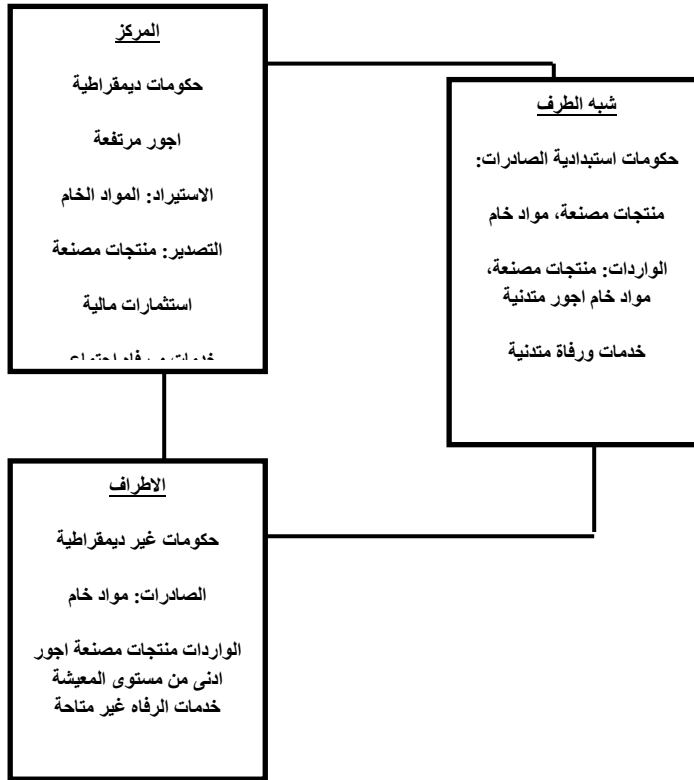 المركز
حكومات ديمقراطية
اجور مرتفعة
الاستيراد: المواد الخام
التصدير: منتجات مصنعة
استثمارات مالية
شبه الطرف
حكومات استبدادية الصادرات:
منتجات مصنعة، مواد خام
الواردات: منتجات مصنعة،
مواد خام اجور متدنية
خدمات ورفاة متدنية
الاطراف
حكومات غير ديمقراطية
الصادرات: مواد خام
الواردات منتجات مصنعة اجور
ادنى من مستوى المعيشة
خدمات الرفاه غير متاحة